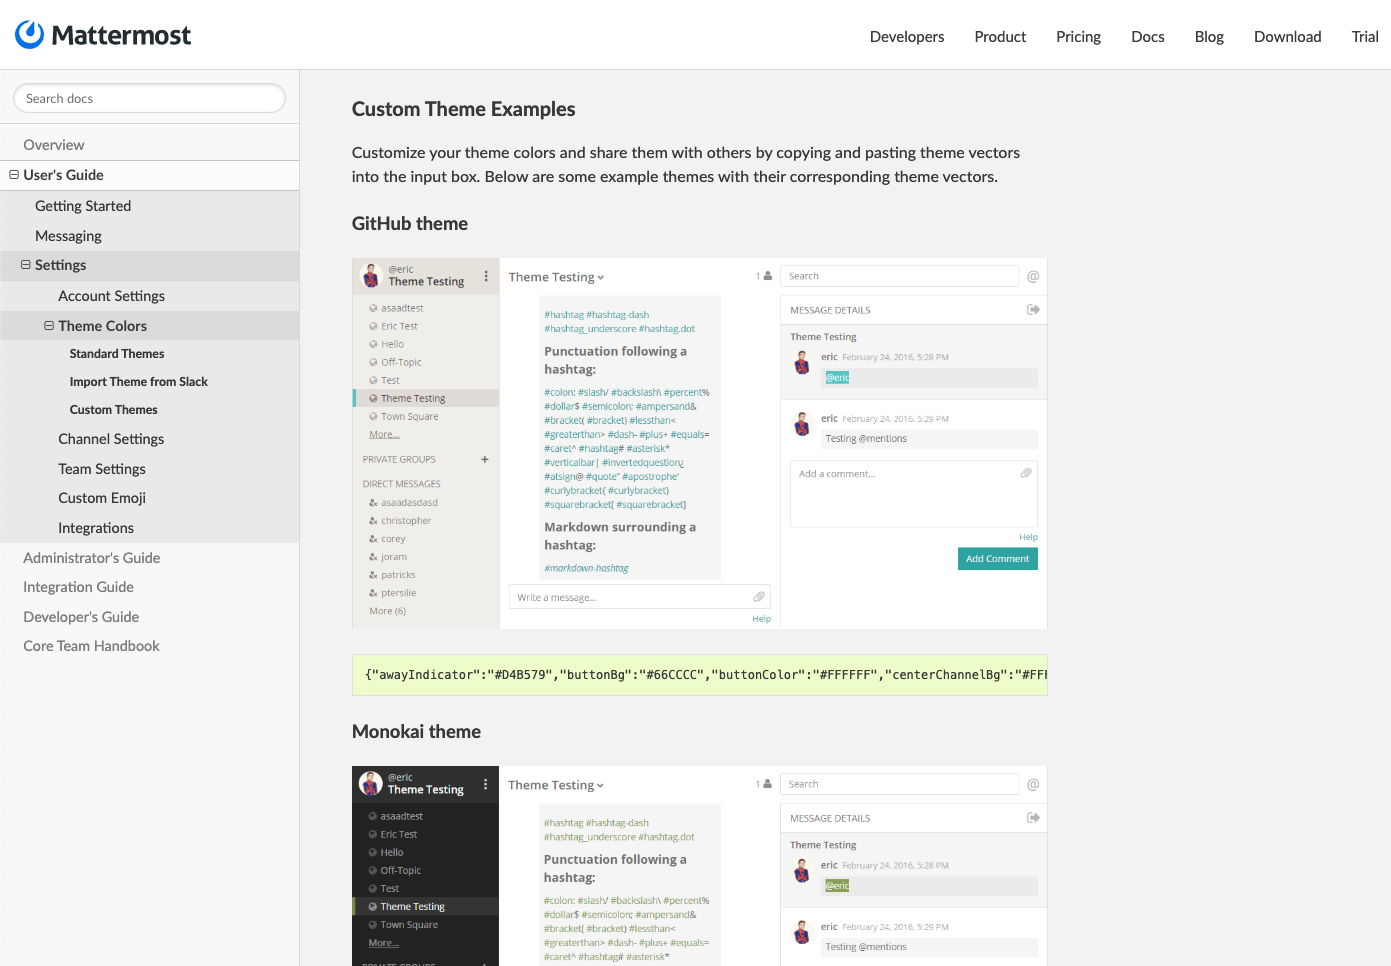 Mattermost
Developers
Product
Pricing
Docs
Blog
Download
Trial
Search docs
Overview
User's Guide
Getting Started
Messaging
Settings
Account Settings
Theme Colors
Standard Themes
Import Theme from Slack
Custom Themes
Channel Settings
Team Settings
Custom Emoji
Integrations
Administrator's Guide
Integration Guide
Developer's Guide
Core Team Handbook
Custom Theme Examples
Customize your theme colors and share them with others by copying and pasting theme vectors
into the input box. Below are some example themes with their corresponding theme vectors.
GitHub theme
@eric
Theme Testing
asaadtest
Eric Test
Hello
Off-Topic
Test
Theme Testing
Town Square
More...
PRIVATE GROUPS +
DIRECT MESSAGES
asaadasdasd
christopher
corey
joram
patricks
ptersilie
More (6)
Theme Testing
1
#hashtag #hashtag-dash
#hashtag_underscore #hashtag.dot
Punctuation following a
hashtag:
#colon: #slash/ #backslash\ #percent%
#dollar$ #semicolon; #ampersand&
#bracket( #bracket) #lessthan<
#greaterthan> #dash- #plus+ #equals=
#caret^ #hashtag# #asterisk*
#verticalbar| #invertedquestion¿
#atsign@ #quote" #apostrophe'
#curlybracket{ #curlybracket}
#squarebracket[ #squarebracket]
Markdown surrounding a
hashtag:
#markdown-hashtag
Write a message...
Help
Search
@
MESSAGE DETAILS
Theme Testing
eric February 24, 2016, 5:28 PM
@eric
eric February 24, 2016, 5:29 PM
Testing @mentions
Add a comment...
Help
Add Comment
{"awayIndicator":"#D4B579","buttonBg":"#66CCCC","buttonColor":"#FFFFFF","centerChannelBg":"#FFF
Monokai theme
@eric
Theme Testing
asaadtest
Eric Test
Hello
Off-Topic
Test
Theme Testing
Town Square
More...
PRIVATE GROUPS
Theme Testing
1
#hashtag #hashtag-dash
#hashtag_underscore #hashtag.dot
Punctuation following a
hashtag:
#colon: #slash/ #backslash\ #percent%
#dollar$ #semicolon; #ampersand&
#bracket( #bracket) #lessthan<
#greaterthan> #dash- #plus+ #equals=
#caret^ #hashtag# #asterisk*
Search
@
MESSAGE DETAILS
Theme Testing
eric February 24, 2016, 5:28 PM
@eric
eric February 24, 2016, 5:29 PM
Testing @mentions